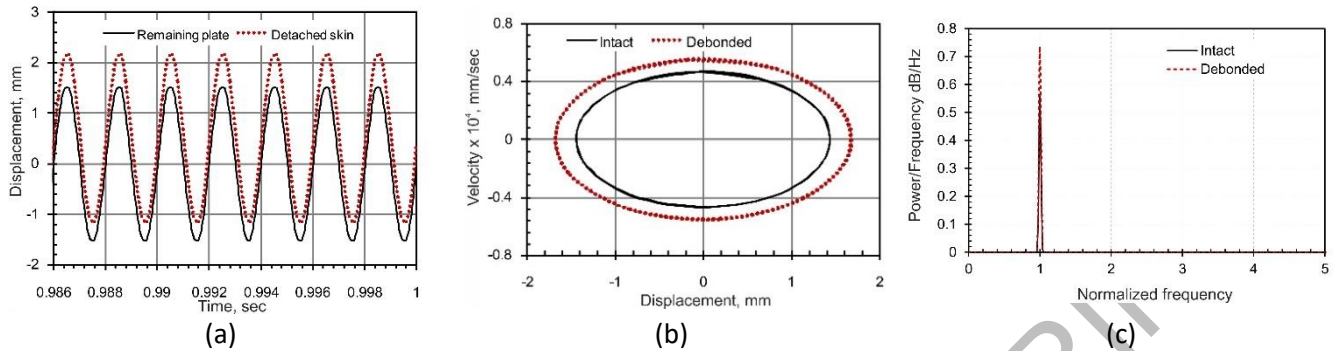 3
2
1
0
-1
-2
Displacement, mm
Remaining plate
Detached skin
0.986 0.988 0.99 0.992 0.994 0.996 0.998 1
Time, sec
(a)
0.8
0.4
0
-0.4
-0.8
Velocity x 10⁴, mm/sec
Intact
Debonded
-2 -1 0 1 2
Displacement, mm
(b)
0.8
0.7
0.6
0.5
0.4
0.3
0.2
0.1
0
Power/Frequency dB/Hz
Intact
Debonded
0 1 2 3 4 5
Normalized frequency
(c)